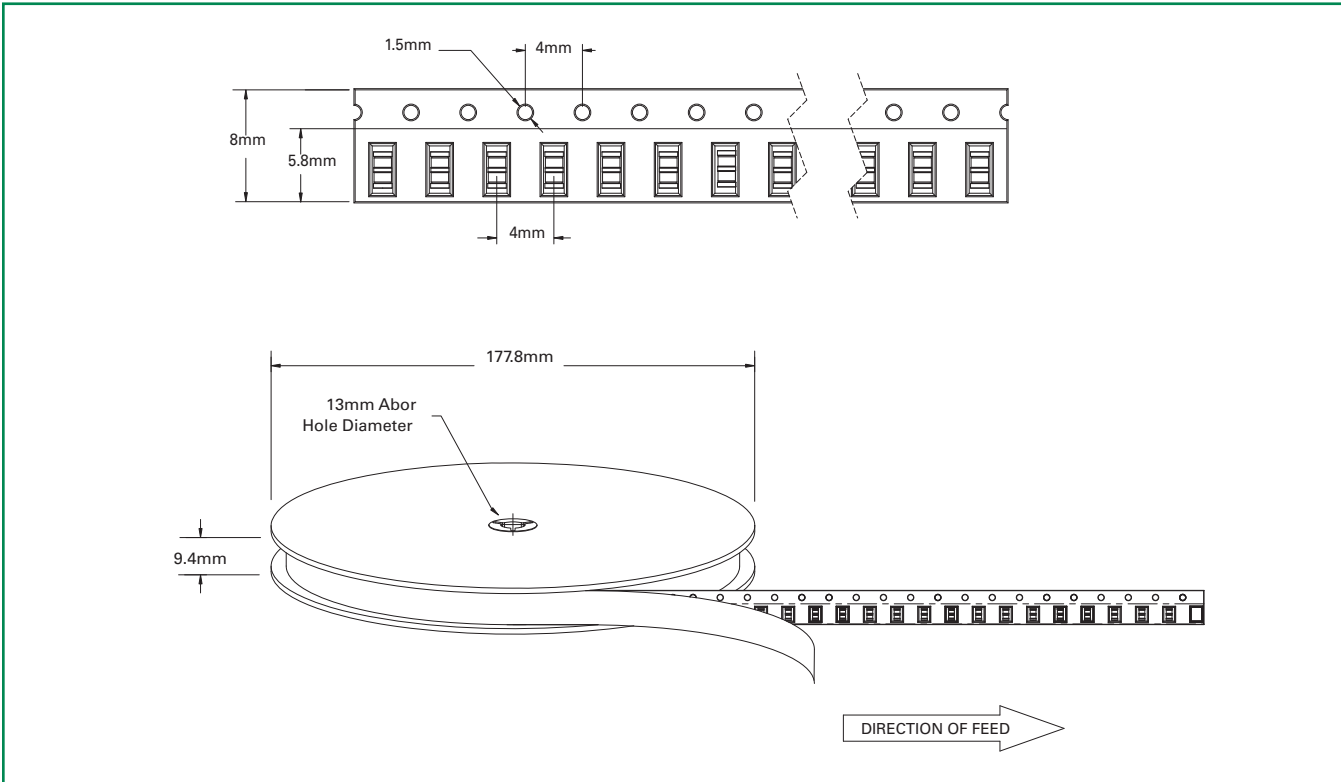 1.5mm
4mm
8mm
5.8mm
4mm
177.8mm
13mm Abor
Hole Diameter
9.4mm
DIRECTION OF FEED